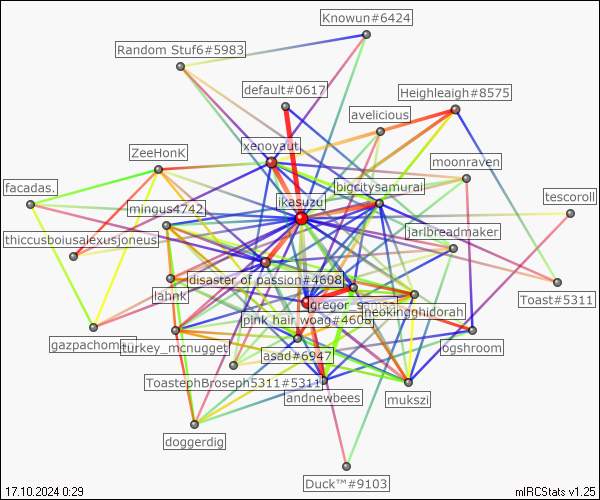 Knowun#6424
Random Stuf6#5983
default#0617
Heighleaigh#8575
avelicious
xenoyaut
ZeeHonK
moonraven
bigcitysamurai
facadas.
ikasuzu
tescoroll
mingus4742
jarlbreadmaker
thiccusboiusalexusjoneus
disaster of passion#4608
Toast#5311
lahnk
gregor_samsa
neokingghidorah
pink hair woag#4608
gazpachomh
turkey_mcnugget
ogshroom
asad#6947
ToastephBroseph5311#5311
andnewbees
mukszi
doggerdig
Duck™#9103
17.10.2024 0:29
mIRCStats v1.25